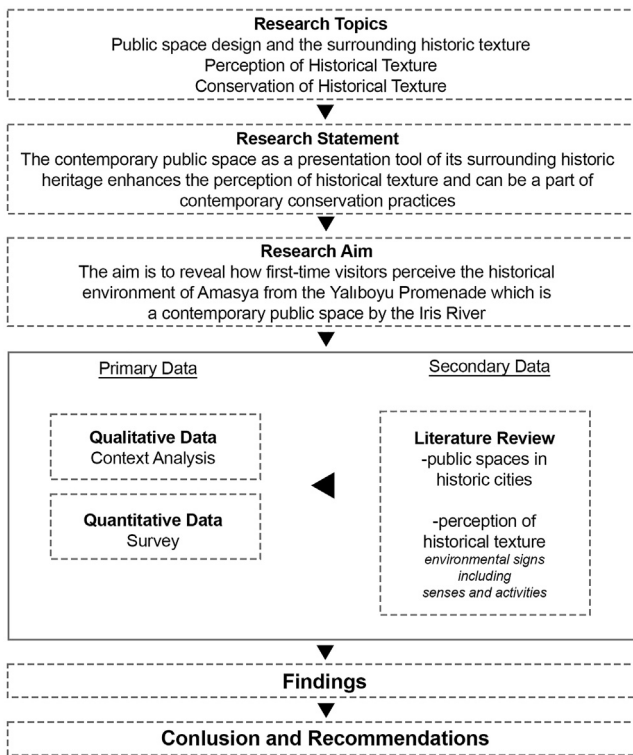 Research Topics
Public space design and the surrounding historic texture
Perception of Historical Texture
Conservation of Historical Texture
Research Statement
The contemporary public space as a presentation tool of its surrounding historic
heritage enhances the perception of historical texture and can be a part of
contemporary conservation practices
Research Aim
The aim is to reveal how first-time visitors perceive the historical
environment of Amasya from the Yalıboyu Promenade which is
a contemporary public space by the Iris River
Primary Data
Qualitative Data
Context Analysis
Quantitative Data
Survey
Secondary Data
Literature Review
-public spaces in
historic cities
-perception of
historical texture
environmental signs
including
senses and activities
Findings
Conlusion and Recommendations